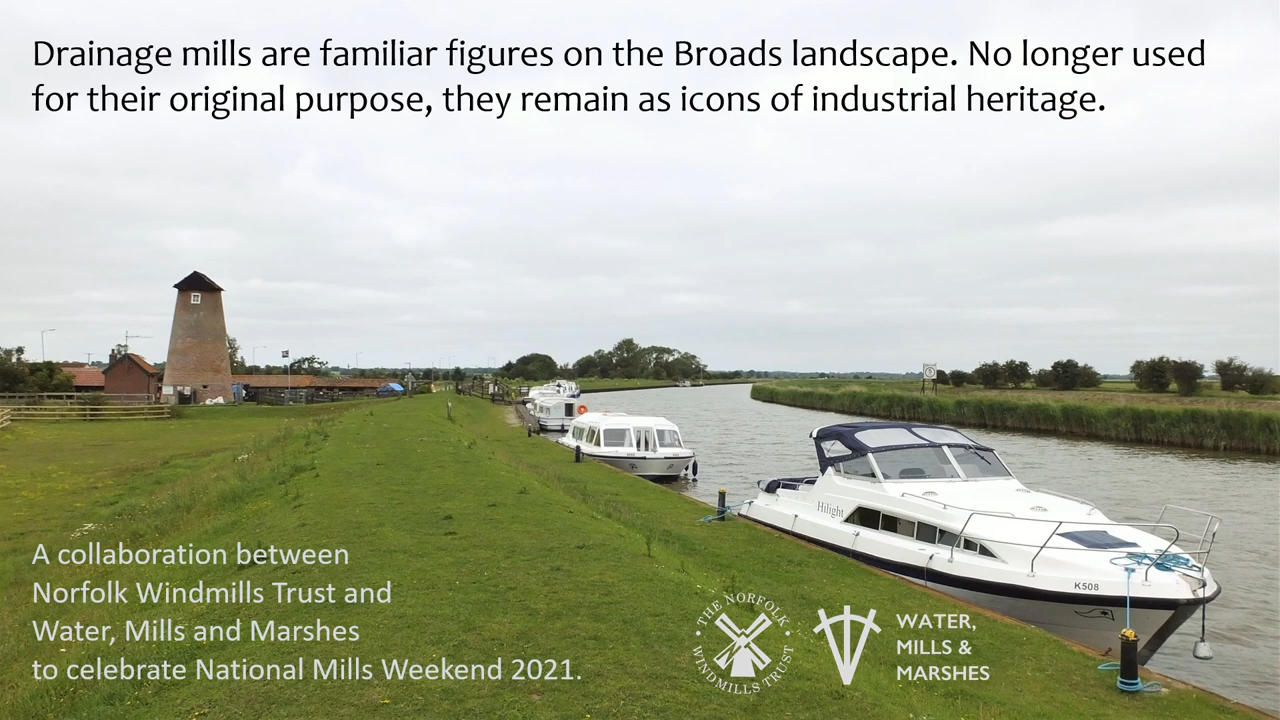 Drainage mills are familiar figures on the Broads landscape. No longer used
for their original purpose, they remain as icons of industrial heritage.
Hilight
K508
A collaboration between
Norfolk Windmills Trust and
Water, Mills and Marshes
to celebrate National Mills Weekend 2021.
THE NORFOLK
WINDMILLS TRUST
WATER,
MILLS &
MARSHES